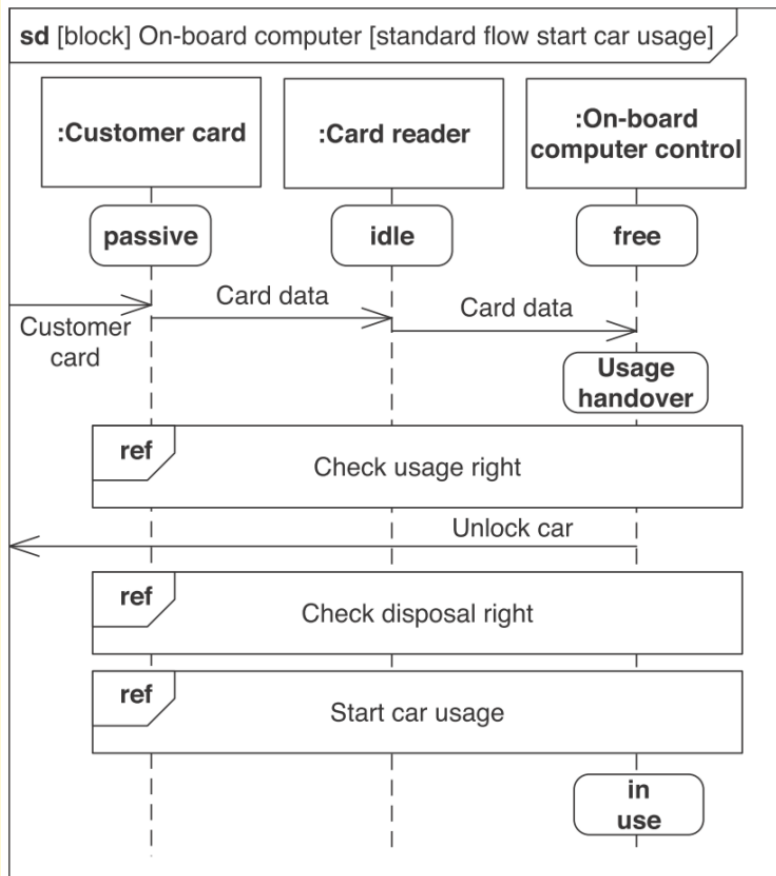 sd [block] On-board computer [standard flow start car usage]
:Customer card
:Card reader
:On-board
computer control
passive
idle
free
Customer
card
Card data
Card data
Usage
handover
ref
Check usage right
Unlock car
ref
Check disposal right
ref
Start car usage
in
use